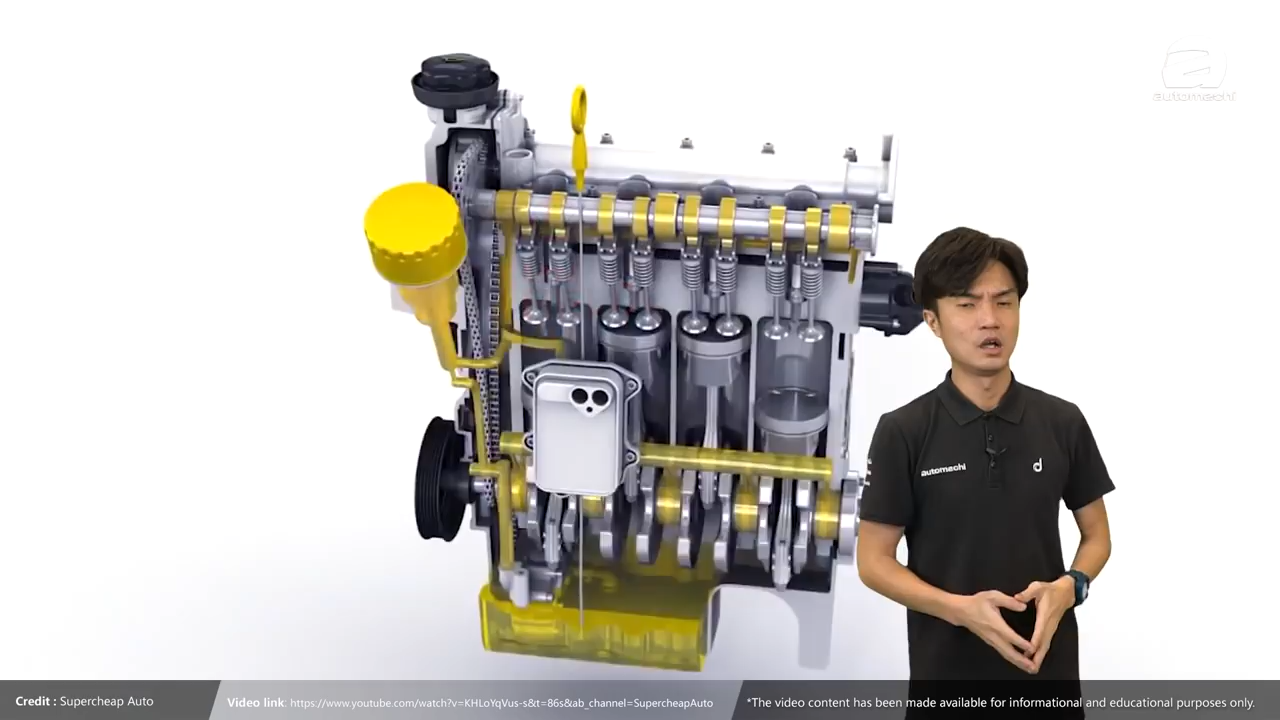 automechi
automechi
Credit : Supercheap Auto
Video link: https://www.youtube.com/watch?v=KHLoYqVus-s&t=86s&ab_channel=SupercheapAuto
*The video content has been made available for informational and educational purposes only.